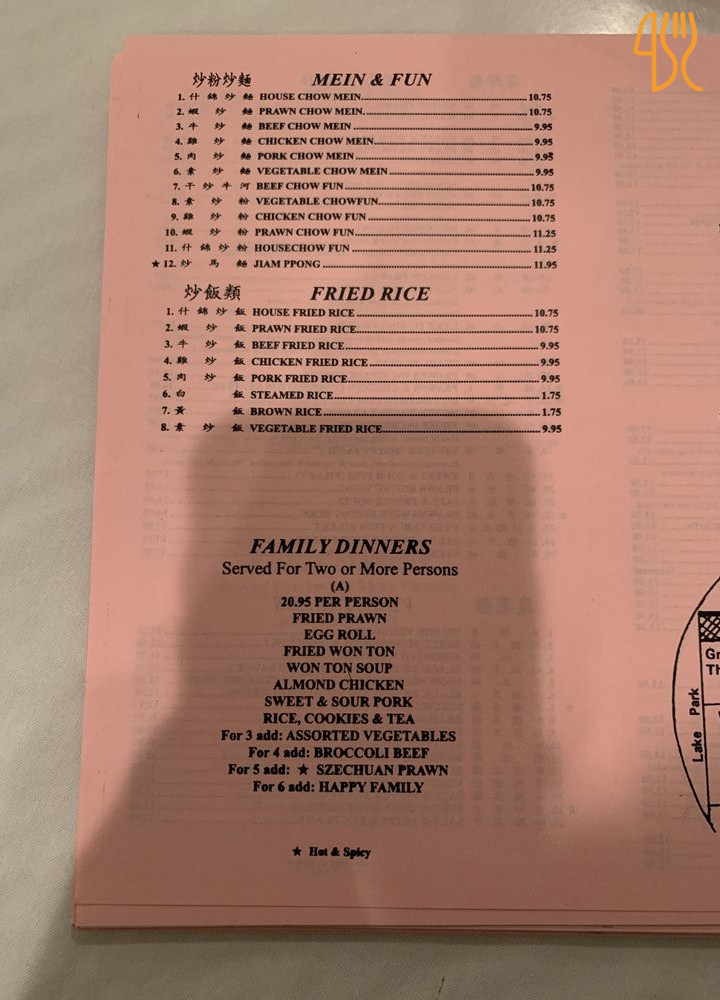 炒粉炒麵 MEIN & FUN
1. 什錦炒麵 HOUSE CHOW MEIN 10.75
2. 蝦炒麵 PRAWN CHOW MEIN. 10.75
3. 牛炒麵 BEEF CHOW MEIN 9.95
4. 雞炒麵 CHICKEN CHOW MEIN 9.95
5. 肉炒麵 PORK CHOW MEIN 9.95
6. 素炒麵 VEGETABLE CHOW MEIN 9.95
7. 干炒牛河 BEEF CHOW FUN 10.75
8. 素炒粉 VEGETABLE CHOWFUN 10.75
9. 雞炒粉 CHICKEN CHOW FUN 10.75
10. 蝦炒粉 PRAWN CHOW FUN 11.25
11. 什錦炒粉 HOUSECHOW FUN 11.25
★ 12. 炒馬麵 JIAM PPONG 11.95
炒飯類 FRIED RICE
1. 什錦炒飯 HOUSE FRIED RICE 10.75
2. 蝦炒飯 PRAWN FRIED RICE 10.75
3. 牛炒飯 BEEF FRIED RICE 9.95
4. 雞炒飯 CHICKEN FRIED RICE 9.95
5. 肉炒飯 PORK FRIED RICE 9.95
6. 白飯 STEAMED RICE 1.75
7. 黃飯 BROWN RICE 1.75
8. 素炒飯 VEGETABLE FRIED RICE 9.95
FAMILY DINNERS
Served For Two or More Persons
(A)
20.95 PER PERSON
FRIED PRAWN
EGG ROLL
FRIED WON TON
WON TON SOUP
ALMOND CHICKEN
SWEET & SOUR PORK
RICE, COOKIES & TEA
For 3 add: ASSORTED VEGETABLES
For 4 add: BROCCOLI BEEF
For 5 add: ★ SZECHUAN PRAWN
For 6 add: HAPPY FAMILY
★ Hot & Spicy
Lake Park